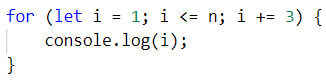 for (let i = 1; i <= n; i += 3) {
    console.log(i);
}